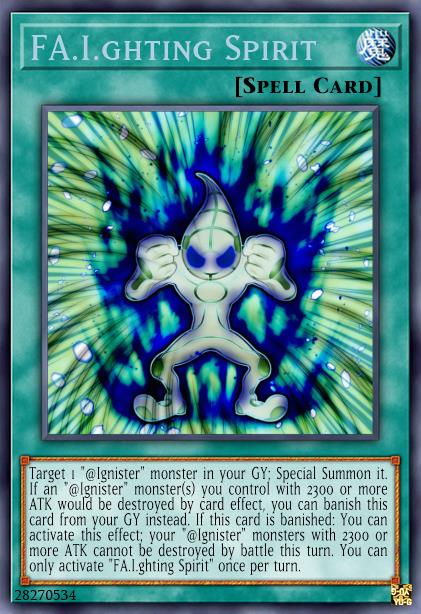 FA.I.ghting Spirit
魔
[Spell Card]
Target 1 "@Ignister" monster in your GY; Special Summon it.
If an "@Ignister" monster(s) you control with 2300 or more
ATK would be destroyed by card effect, you can banish this
card from your GY instead. If this card is banished: You can
activate this effect; your "@Ignister" monsters with 2300 or
more ATK cannot be destroyed by battle this turn. You can
only activate "FA.I.ghting Spirit" once per turn.
28270534